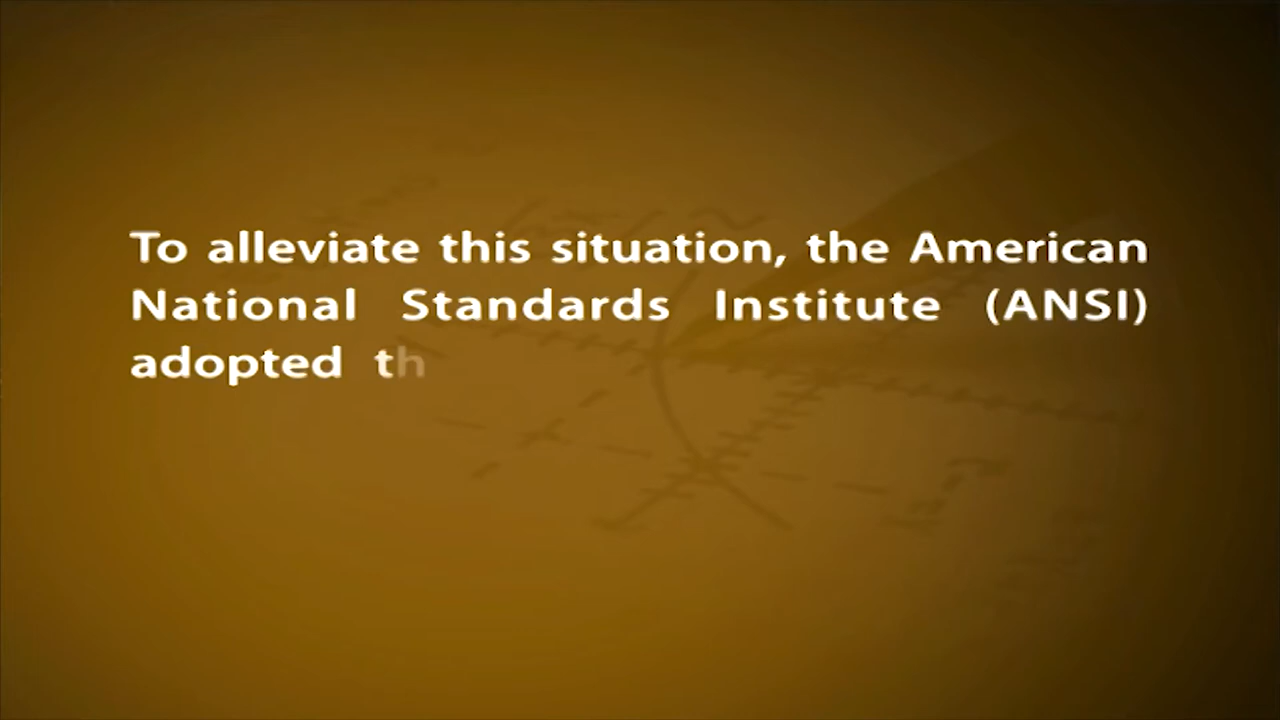 To alleviate this situation, the American
National Standards Institute (ANSI)
adopted th